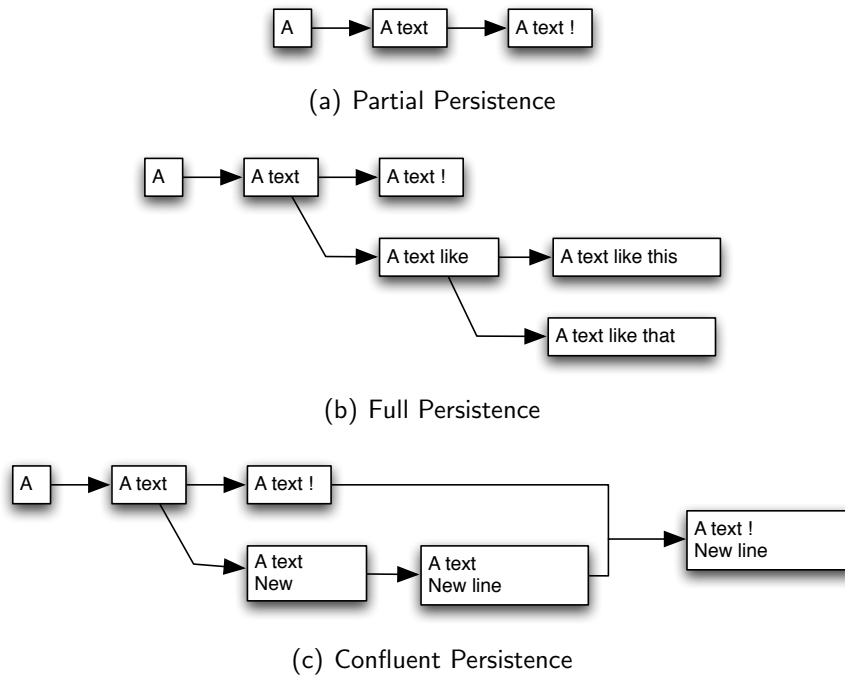 A
A text
A text !
(a) Partial Persistence
A
A text
A text !
A text like
A text like this
A text like that
(b) Full Persistence
A
A text
A text !
A text
New
A text
New line
A text !
New line
(c) Confluent Persistence